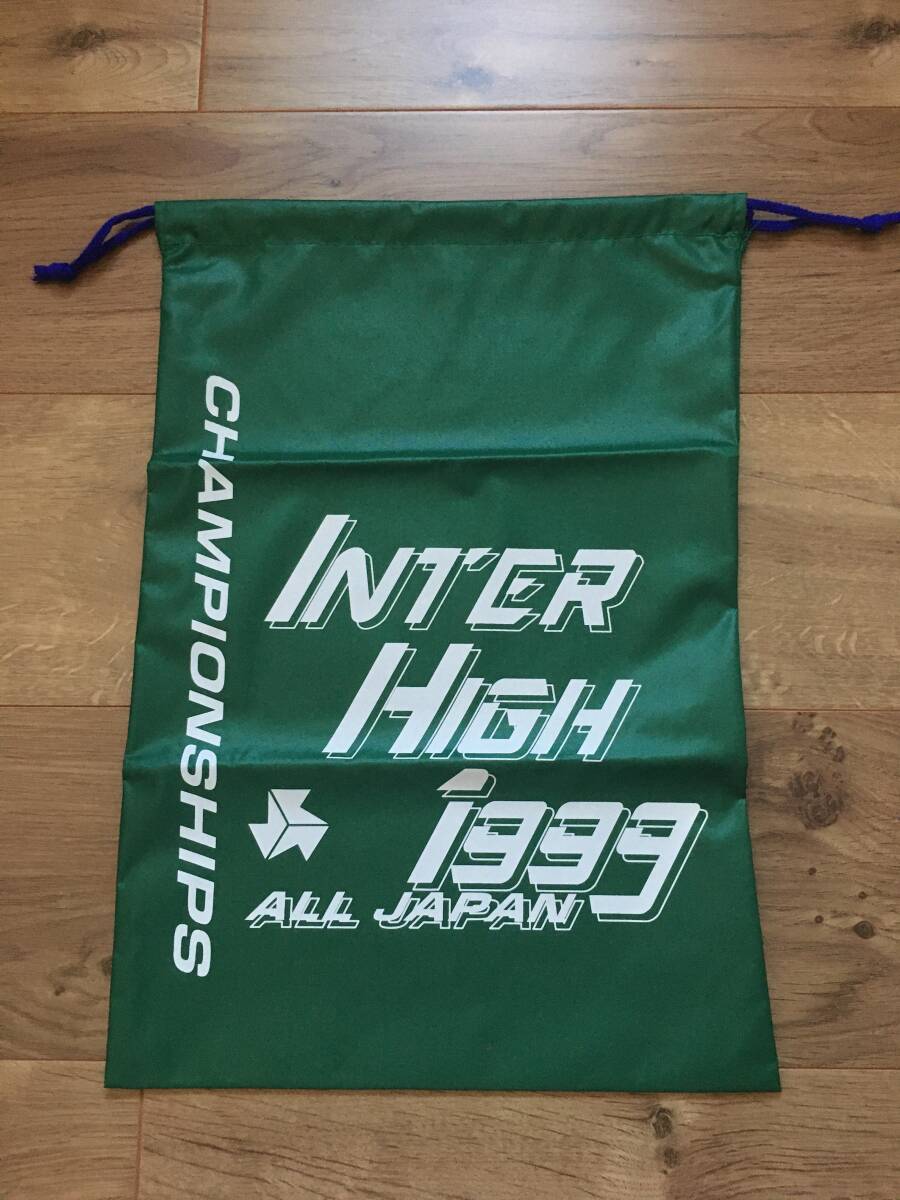 CHAMPIONSHIPS
INTER
HIGH
1999
ALL JAPAN